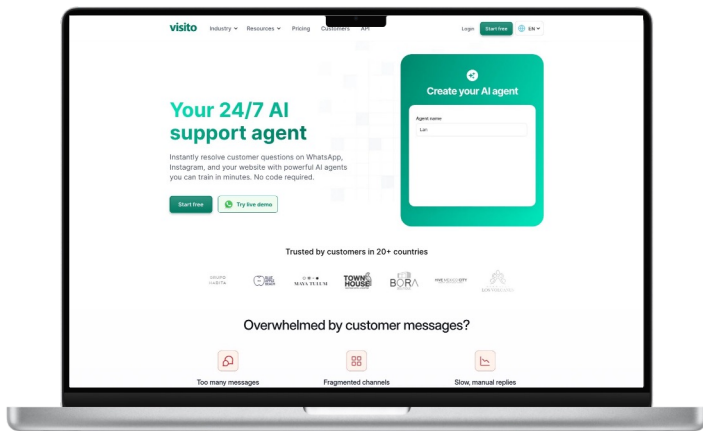 visito
Industry Resources Pricing Customers API
Login Start free EN
Create your AI agent
Agent name
Lan
Your 24/7 AI
support agent
Instantly resolve customer questions on WhatsApp,
Instagram, and your website with powerful AI agents
you can train in minutes. No code required.
Start free Try live demo
Trusted by customers in 20+ countries
GRUPO
HABITA
MAYA TULUM
TOWN
HOUSE
BORA
Overwhelmed by customer messages?
Too many messages Fragmented channels Slow, manual replies